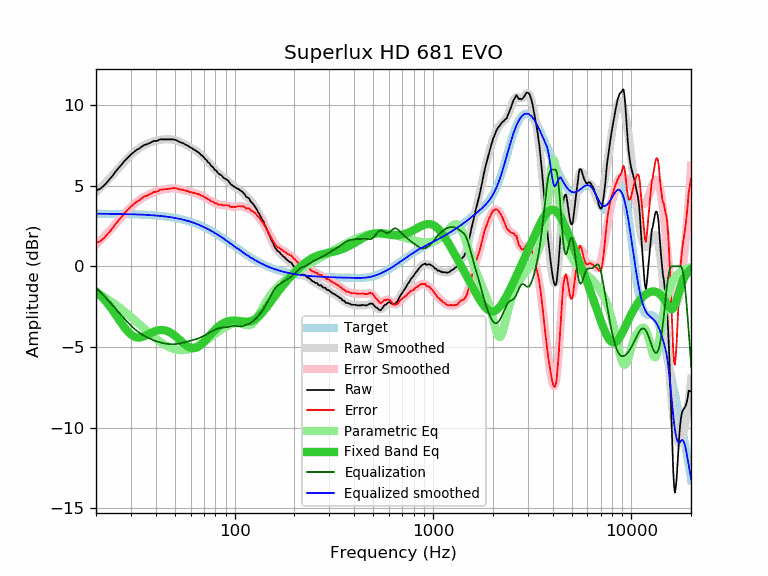 Superlux HD 681 EVO
Amplitude (dBr)
10
5
0
−5
−10
−15
Target
Raw Smoothed
Error Smoothed
Raw
Error
Parametric Eq
Fixed Band Eq
Equalization
Equalized smoothed
100
1000
10000
Frequency (Hz)